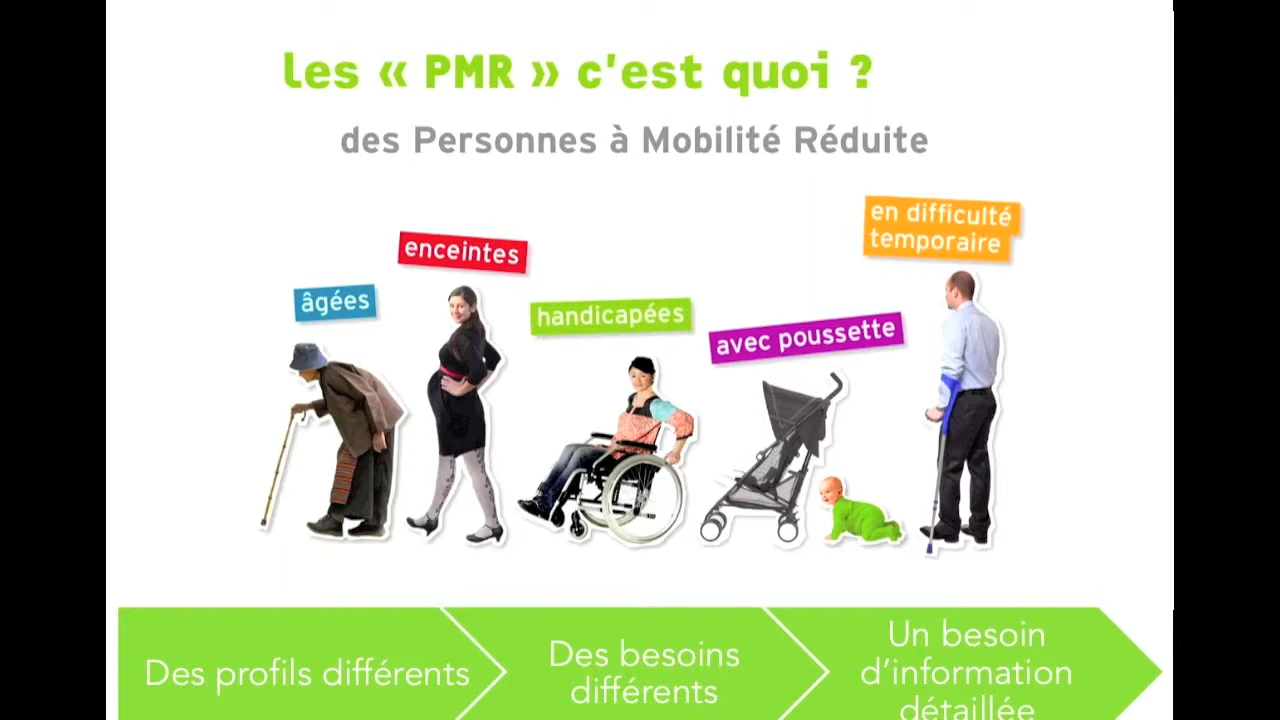 les « PMR » c'est quoi ?
des Personnes à Mobilité Réduite
en difficulté
temporaire
enceintes
âgées
handicapées
avec poussette
Des profils différents
Des besoins
différents
Un besoin
d'information
détaillée